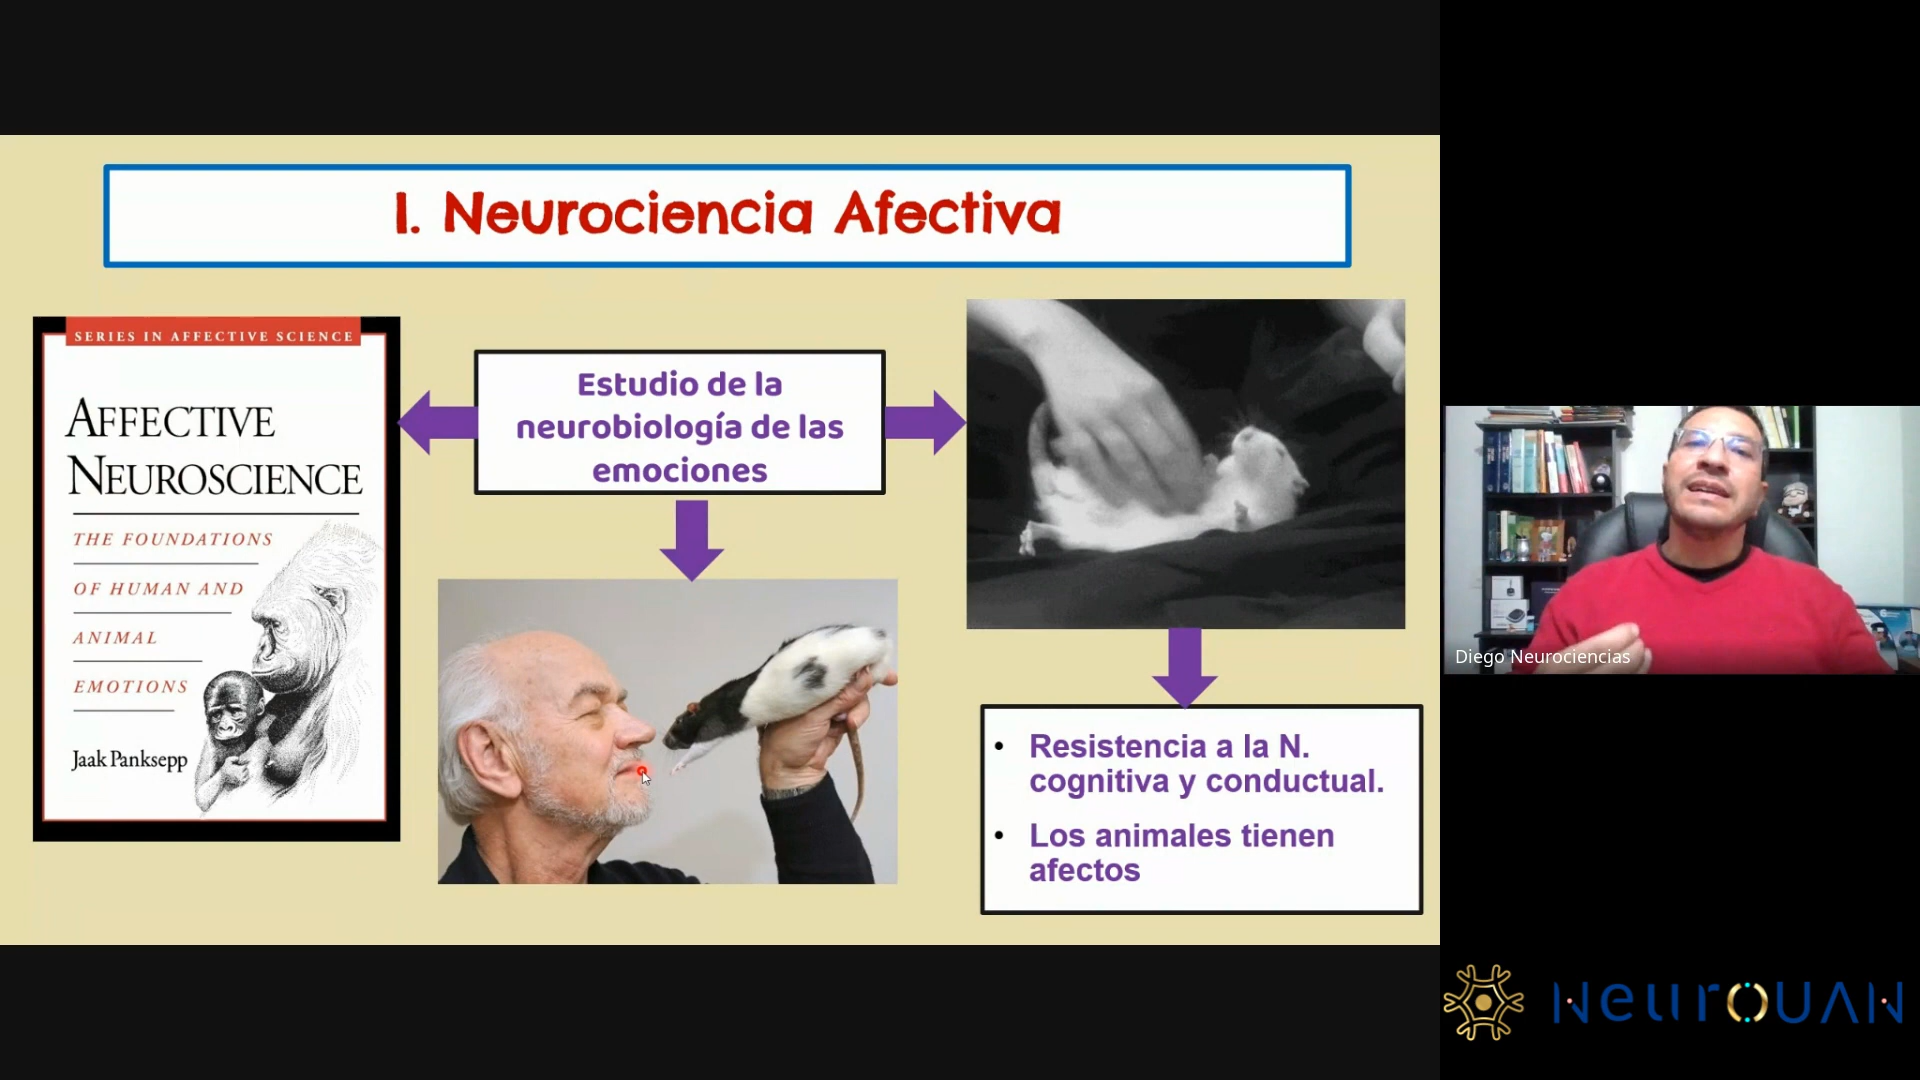 I. Neurociencia Afectiva
SERIES IN AFFECTIVE SCIENCE
AFFECTIVE
NEUROSCIENCE
THE FOUNDATIONS
OF HUMAN AND
ANIMAL
EMOTIONS
Jaak Panksepp
Estudio de la
neurobiología de las
emociones
• Resistencia a la N.
cognitiva y conductual.
• Los animales tienen
afectos
Diego Neurociencias
NeurOUAN